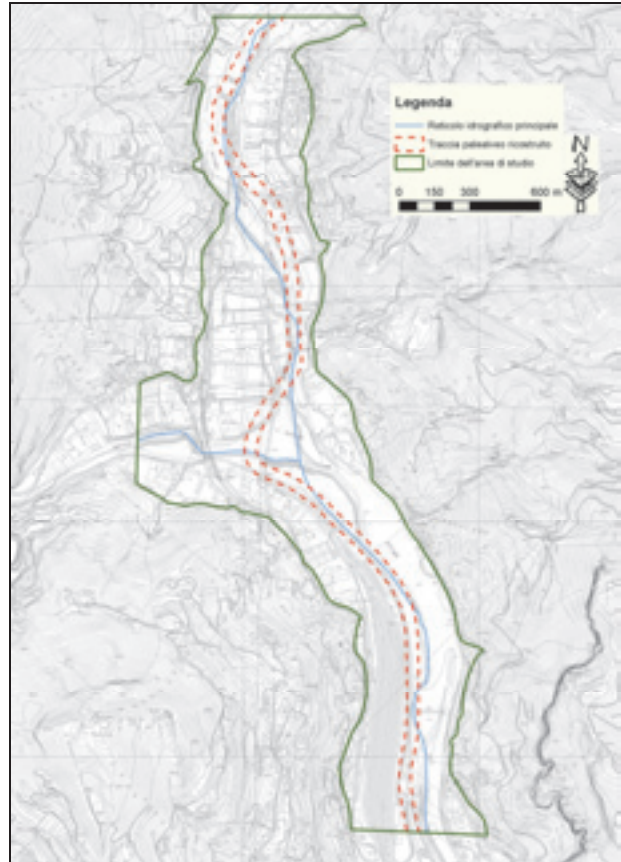 Legenda
Reticolo idrografico principale
Traccia paleoalveo ricostruito
Limite dell'area di studio
N
0 150 300 600 m